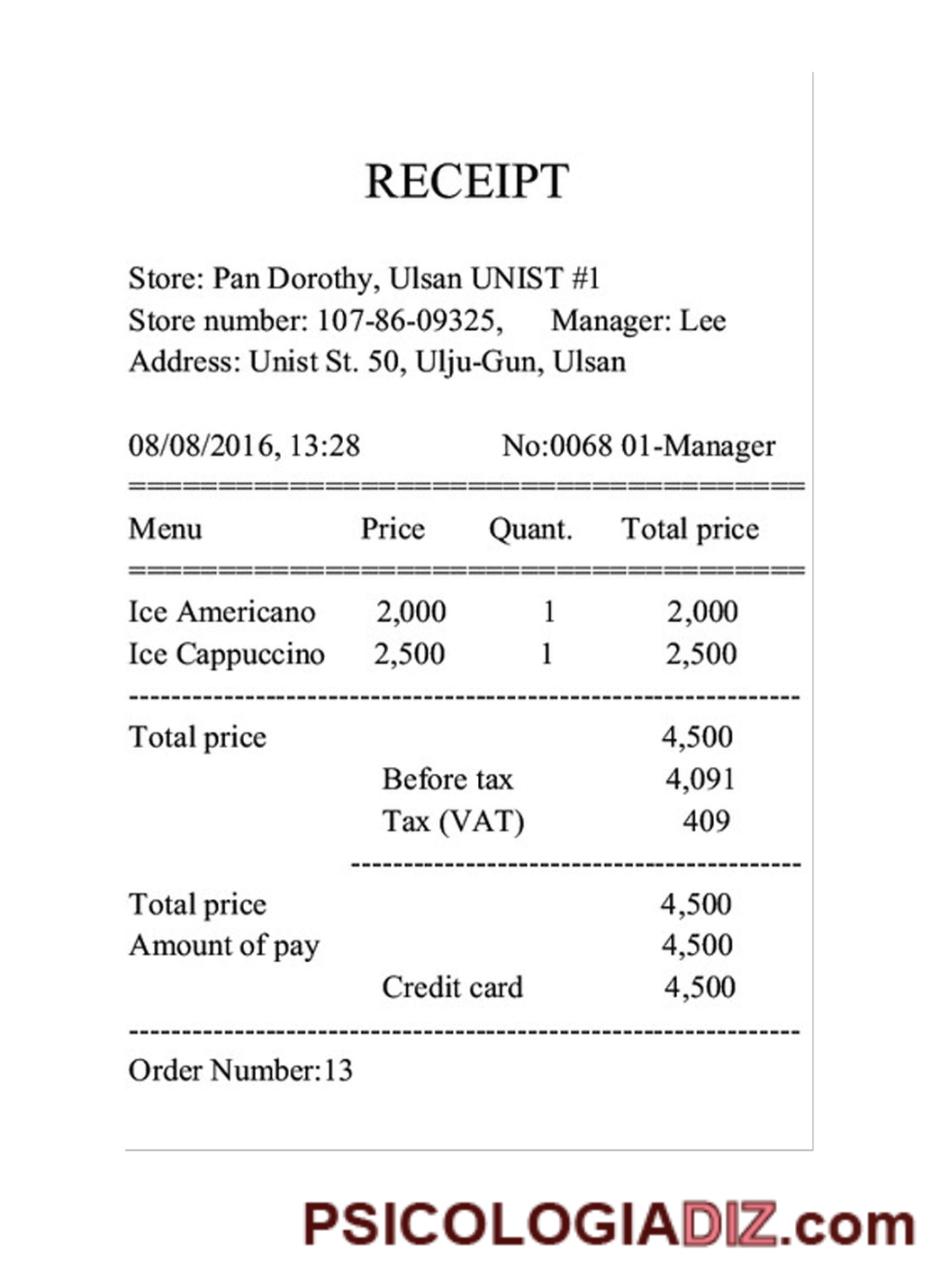 RECEIPT
Store: Pan Dorothy, Ulsan UNIST #1
Store number: 107-86-09325, Manager: Lee
Address: Unist St. 50, Ulju-Gun, Ulsan
08/08/2016, 13:28 No:0068 01-Manager
======================================
Menu Price Quant. Total price
======================================
Ice Americano 2,000 1 2,000
Ice Cappuccino 2,500 1 2,500
----------------------------------------------------------------
Total price 4,500
Before tax 4,091
Tax (VAT) 409
-------------------------------------------
Total price 4,500
Amount of pay 4,500
Credit card 4,500
----------------------------------------------------------------
Order Number:13
PSICOLOGIADIZ.com